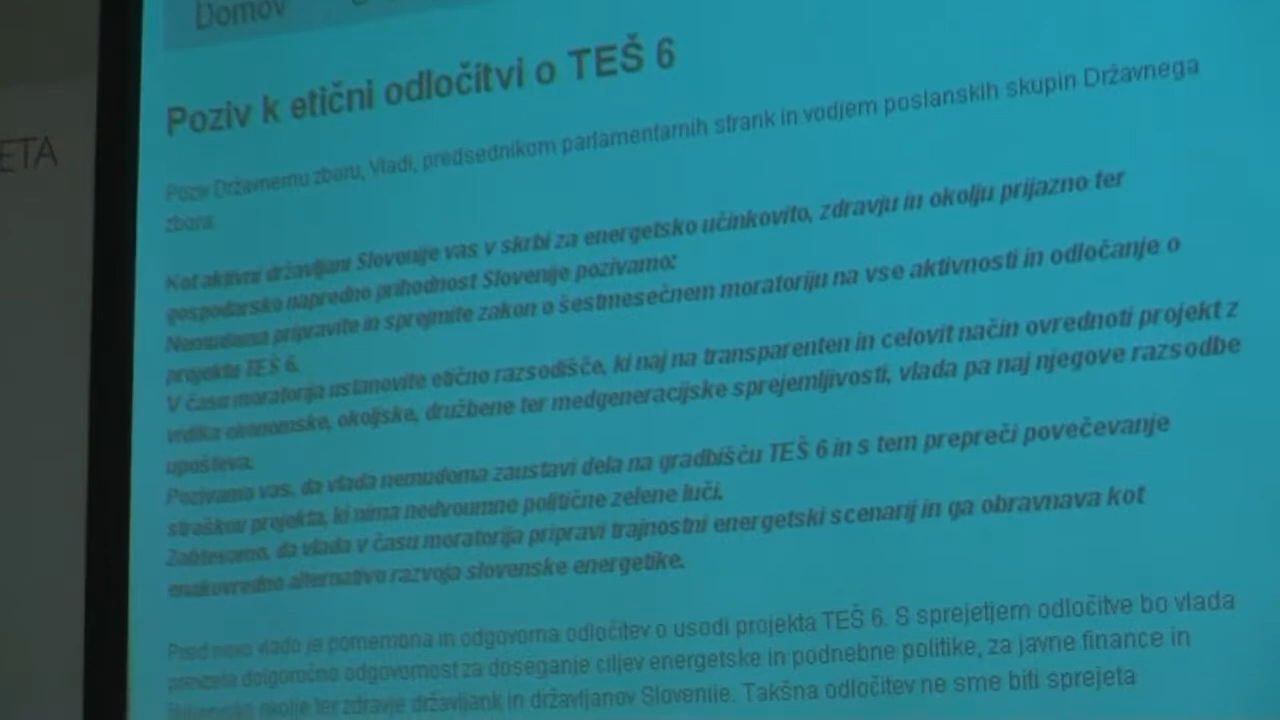 Domov
ETA
Poziv k etični odločitvi o TEŠ 6
Poziv Državnemu zboru, Vladi, predsednikom parlamentarnih strank in vodjem poslanskih skupin Državnega
zbora
Kot aktivni državljani Slovenije vas v skrbi za energetsko učinkovito, zdravju in okolju prijazno ter
gospodarsko napredno prihodnost Slovenije pozivamo:
Nemudoma pripravite in sprejmite zakon o šestmesečnem moratoriju na vse aktivnosti in odločanje o
projektu TEŠ 6.
V času moratorija ustanovite etično razsodišče, ki naj na transparenten in celovit način ovrednoti projekt z
vidika ekonomske, okoljske, družbene ter medgeneracijske sprejemljivosti, vlada pa naj njegove razsodbe
upošteva.
Pozivamo vas, da vlada nemudoma zaustavi dela na gradbišču TEŠ 6 in s tem prepreči povečevanje
stroškov projekta, ki nima nedvoumne politične zelene luči.
Zahtevamo, da vlada v času moratorija pripravi trajnostni energetski scenarij in ga obravnava kot
enakovredno alternativo razvoja slovenske energetike.
Pred novo vlado je pomembna in odgovorna odločitev o usodi projekta TEŠ 6. S sprejetjem odločitve bo vlada
prevzela dolgoročno odgovornost za doseganje ciljev energetske in podnebne politike, za javne finance in
okolje ter zdravje državljank in državljanov Slovenije. Takšna odločitev ne sme biti sprejeta